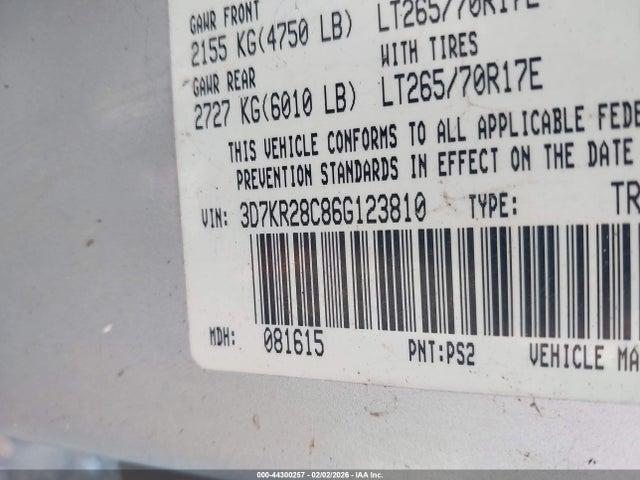 GAWR FRONT
2155 KG(4750 LB) LT265/70R17E
WITH TIRES
GAWR REAR
2727 KG(6010 LB) LT265/70R17E
THIS VEHICLE CONFORMS TO ALL APPLICABLE FEDE
PREVENTION STANDARDS IN EFFECT ON THE DATE
VIN: 3D7KR28C86G123810 TYPE: TR
MDH: 081615 PNT:PS2 VEHICLE MA
000-44300257 - 02/02/2026 - IAA Inc.